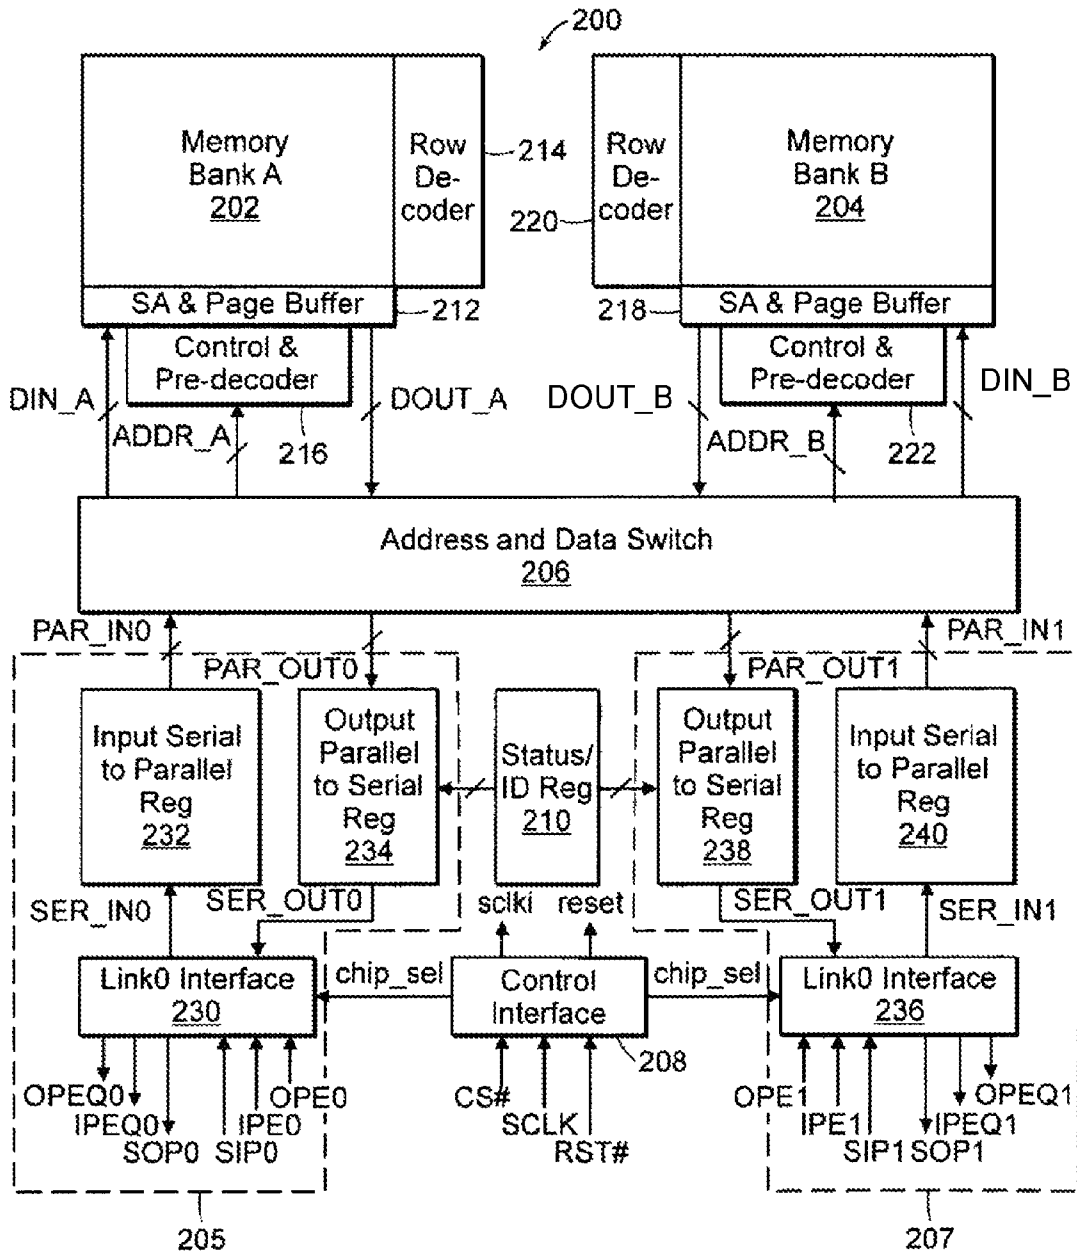 200
Memory
Bank A
202
Row
De-
coder
214
Row
De-
coder
220
Memory
Bank B
204
SA & Page Buffer
212
218
SA & Page Buffer
Control &
Pre-decoder
Control &
Pre-decoder
DIN_A
DOUT_A
DOUT_B
DIN_B
ADDR_A
216
ADDR_B
222
Address and Data Switch
206
PAR_IN0
PAR_IN1
PAR_OUT0
PAR_OUT1
Input Serial
to Parallel
Reg
232
Output
Parallel
to Serial
Reg
234
Status/
ID Reg
210
Output
Parallel
to Serial
Reg
238
Input Serial
to Parallel
Reg
240
SER_IN0
SER_OUT0
sclki
reset
SER_OUT1
SER_IN1
Link0 Interface
230
chip_sel
Control
Interface
chip_sel
Link0 Interface
236
208
OPEQ0
IPEQ0
SOP0
SIP0
IPE0
OPE0
CS#
SCLK
RST#
OPE1
IPE1
SIP1
SOP1
IPEQ1
OPEQ1
205
207